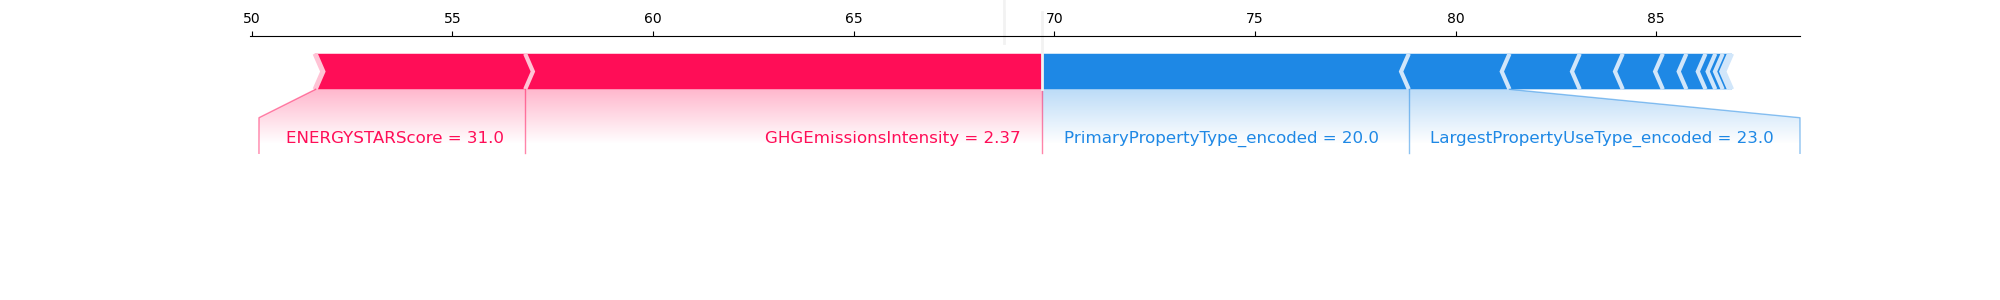 50 55 60 65 70 75 80 85
ENERGYSTARScore = 31.0 GHGEmissionsIntensity = 2.37 PrimaryPropertyType_encoded = 20.0 LargestPropertyUseType_encoded = 23.0